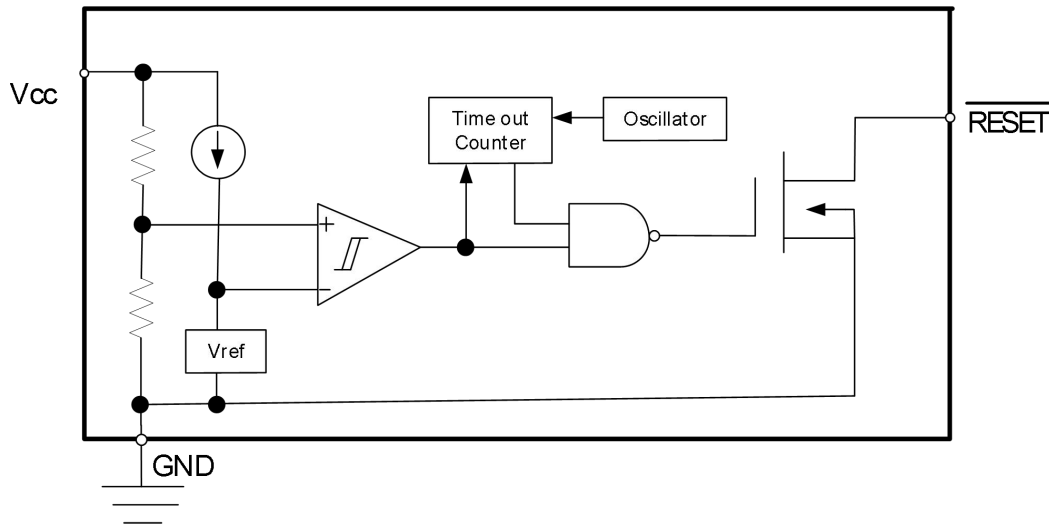 Vcc
Time out
Counter
Oscillator
RESET
+
−
Vref
GND